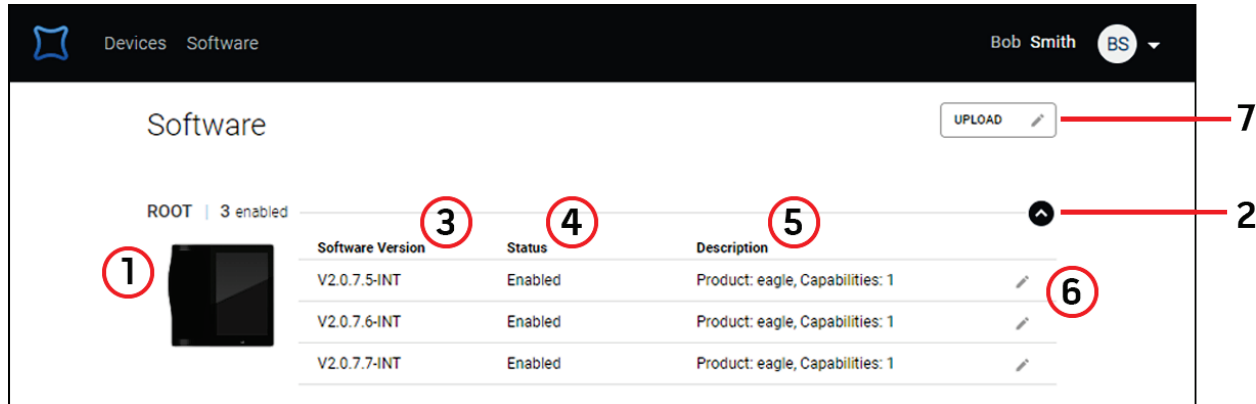 Devices Software Bob Smith BS
Software UPLOAD 7
ROOT | 3 enabled 2
3 4 5
1 Software Version Status Description
V2.0.7.5-INT Enabled Product: eagle, Capabilities: 1 6
V2.0.7.6-INT Enabled Product: eagle, Capabilities: 1
V2.0.7.7-INT Enabled Product: eagle, Capabilities: 1